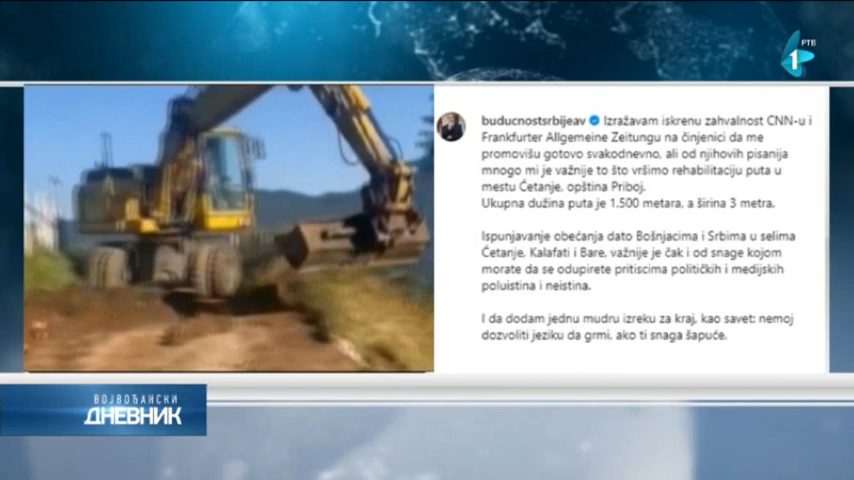 РТВ
1
buducnostsrbijeav Izražavam iskrenu zahvalnost CNN-u i
Frankfurter Allgemeine Zeitungu na činjenici da me
promovišu gotovo svakodnevno, ali od njihovih pisanija
mnogo mi je važnije to što vršimo rehabilitaciju puta u
mestu Ćetanje, opština Priboj.
Ukupna dužina puta je 1.500 metara, a širina 3 metra.
Ispunjavanje obećanja dato Bošnjacima i Srbima u selima
Ćetanje, Kalafati i Bare, važnije je čak i od snage kojom
morate da se odupirete pritiscima političkih i medijskih
poluistina i neistina.
I da dodam jednu mudru izreku za kraj, kao savet: nemoj
dozvoliti jeziku da grmi, ako ti snaga šapuće.
ВОЈВОЂАНСКИ
ДНЕВНИК